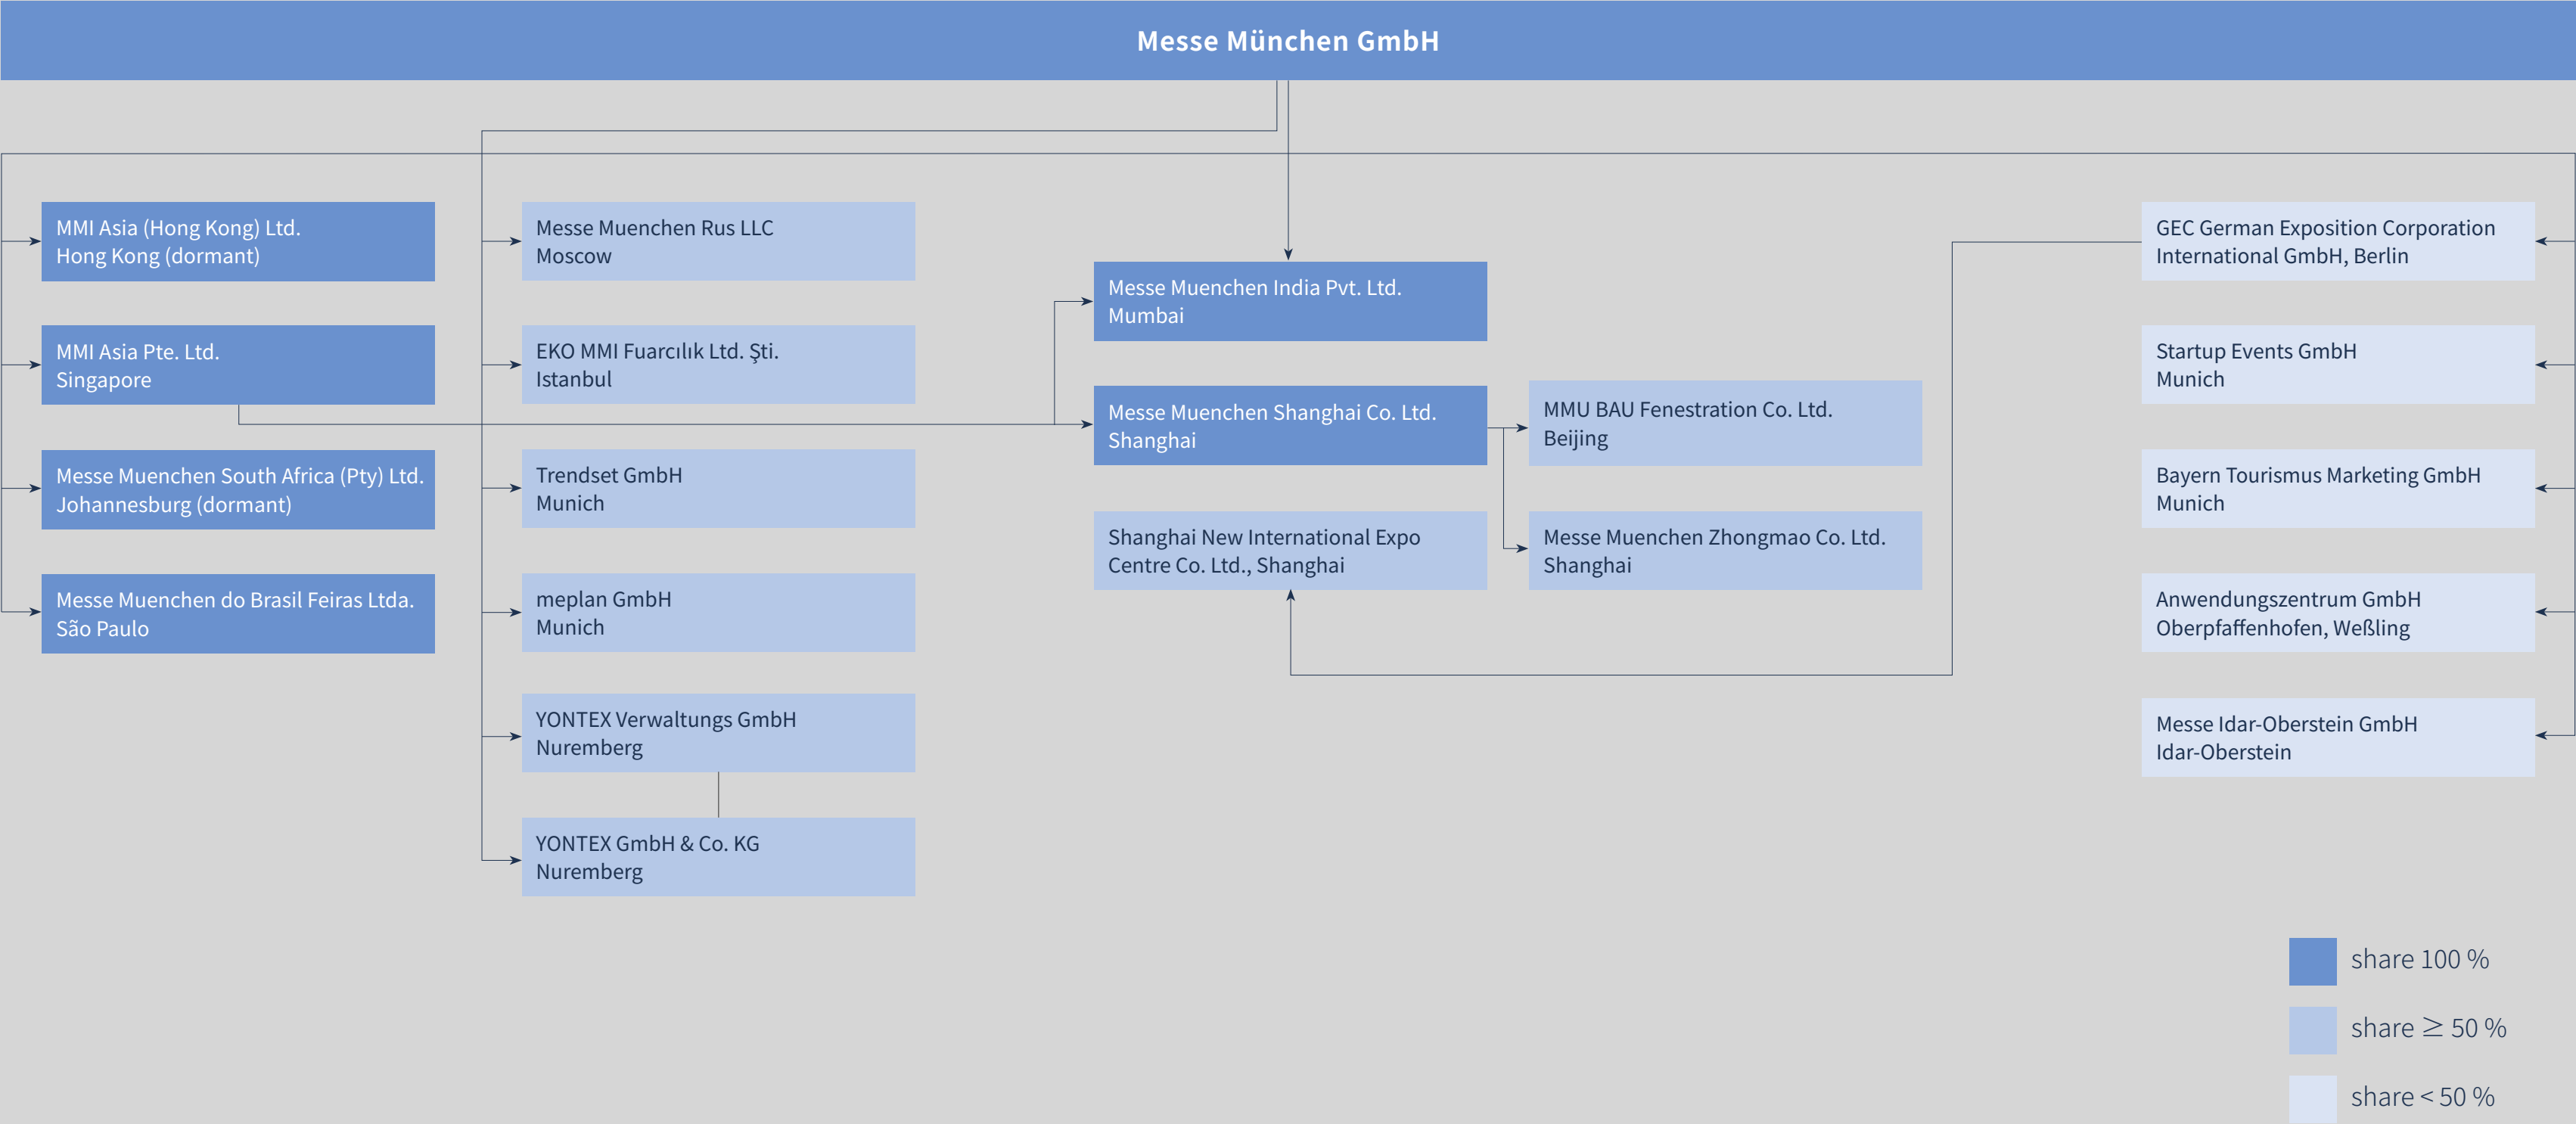 Messe München GmbH
MMI Asia (Hong Kong) Ltd.
Hong Kong (dormant)
MMI Asia Pte. Ltd.
Singapore
Messe Muenchen South Africa (Pty) Ltd.
Johannesburg (dormant)
Messe Muenchen do Brasil Feiras Ltda.
São Paulo
Messe Muenchen Rus LLC
Moscow
EKO MMI Fuarcılık Ltd. Şti.
Istanbul
Trendset GmbH
Munich
meplan GmbH
Munich
YONTEX Verwaltungs GmbH
Nuremberg
YONTEX GmbH & Co. KG
Nuremberg
Messe Muenchen India Pvt. Ltd.
Mumbai
Messe Muenchen Shanghai Co. Ltd.
Shanghai
Shanghai New International Expo
Centre Co. Ltd., Shanghai
MMU BAU Fenestration Co. Ltd.
Beijing
Messe Muenchen Zhongmao Co. Ltd.
Shanghai
GEC German Exposition Corporation
International GmbH, Berlin
Startup Events GmbH
Munich
Bayern Tourismus Marketing GmbH
Munich
Anwendungszentrum GmbH
Oberpfaffenhofen, Weßling
Messe Idar-Oberstein GmbH
Idar-Oberstein
share 100 %
share ≥ 50 %
share < 50 %